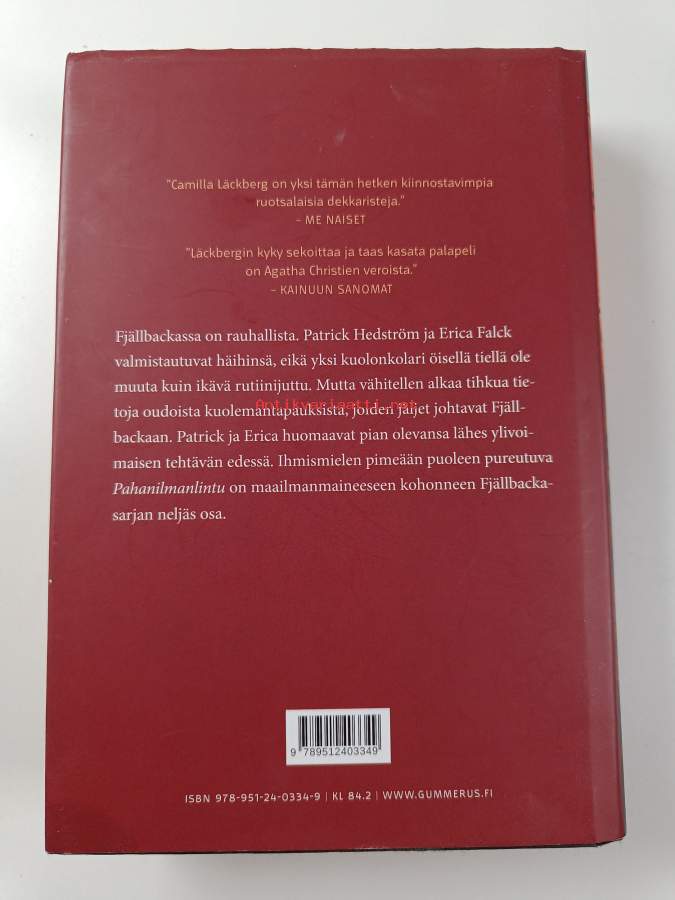 "Camilla Läckberg on yksi tämän hetken kiinnostavimpia
ruotsalaisia dekkaristeja."
– ME NAISET
"Läckbergin kyky sekoittaa ja taas kasata palapeli
on Agatha Christien veroista."
– KAINUUN SANOMAT
Fjällbackassa on rauhallista. Patrick Hedström ja Erica Falck
valmistautuvat häihinsä, eikä yksi kuolonkolari öisellä tiellä ole
muuta kuin ikävä rutiinijuttu. Mutta vähitellen alkaa tihkua tie-
toja oudoista kuolemantapauksista, joiden jäljet johtavat Fjäll-
Antikvariaatti.net
backaan. Patrick ja Erica huomaavat pian olevansa lähes ylivoi-
maisen tehtävän edessä. Ihmismielen pimeään puoleen pureutuva
Pahanilmanlintu on maailmanmaineeseen kohonneen Fjällbacka-
sarjan neljäs osa.
9 789512403349
ISBN 978-951-24-0334-9 | KL 84.2 | WWW.GUMMERUS.FI